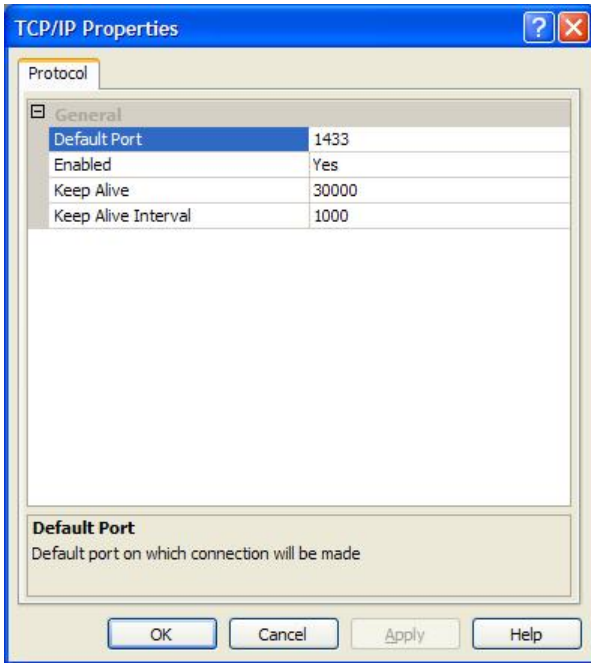 TCP/IP Properties
?
Protocol
General
Default Port 1433
Enabled Yes
Keep Alive 30000
Keep Alive Interval 1000
Default Port
Default port on which connection will be made
OK Cancel Apply Help